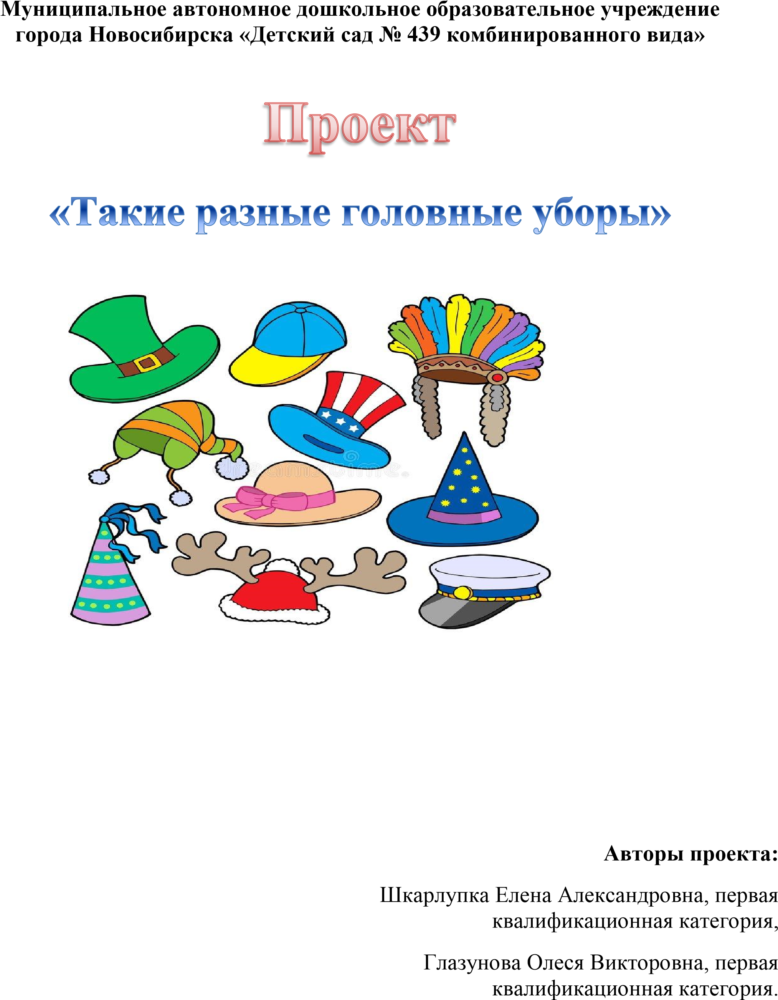 Муниципальное автономное дошкольное образовательное учреждение
города Новосибирска «Детский сад № 439 комбинированного вида»
Проект
«Такие разные головные уборы»
dreamstime.
Авторы проекта:
Шкарлупка Елена Александровна, первая
квалификационная категория,
Глазунова Олеся Викторовна, первая
квалификационная категория.